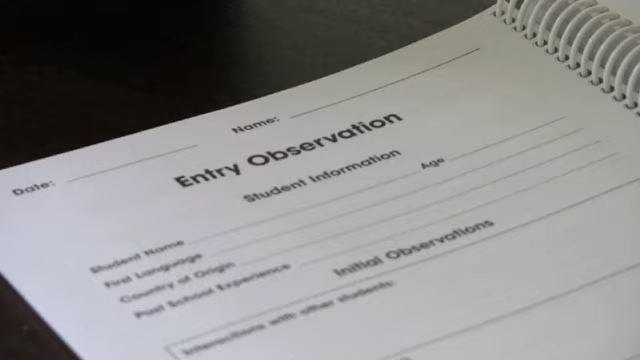 Date: Name:
Entry Observation
Student Information
Student Name Age
First Language
Country of Origin
Past School Experience
Initial Observations
Interactions with other students: